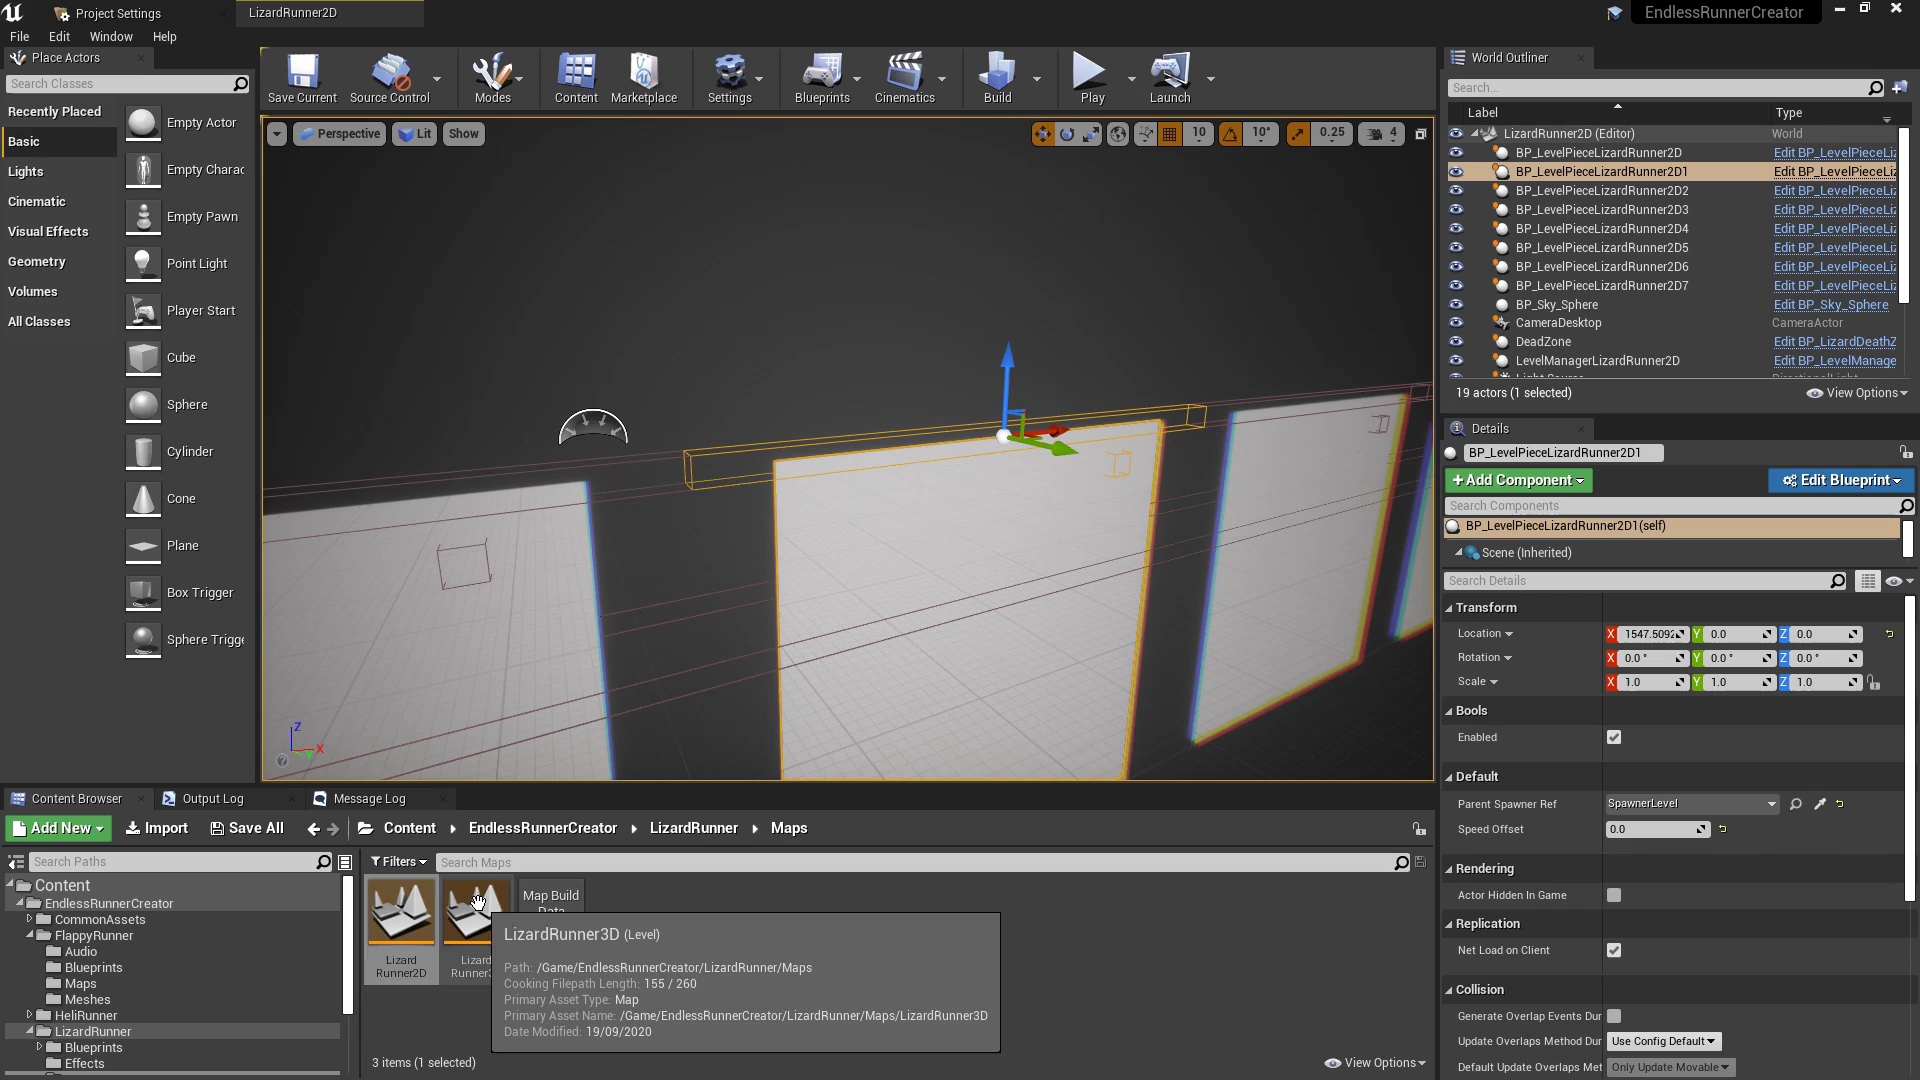 Project Settings
LizardRunner2D
EndlessRunnerCreator
File Edit Window Help
Place Actors
Search Classes
Recently Placed
Basic
Lights
Cinematic
Visual Effects
Geometry
Volumes
All Classes
Empty Actor
Empty Charac
Empty Pawn
Point Light
Player Start
Cube
Sphere
Cylinder
Cone
Plane
Box Trigger
Sphere Trigge
Save Current
Source Control
Modes
Content
Marketplace
Settings
Blueprints
Cinematics
Build
Play
Launch
Perspective Lit Show
10 10° 0.25 4
Z
X
World Outliner
Search...
Label Type
LizardRunner2D (Editor) World
BP_LevelPieceLizardRunner2D Edit BP_LevelPieceLiz
BP_LevelPieceLizardRunner2D1 Edit BP_LevelPieceLiz
BP_LevelPieceLizardRunner2D2 Edit BP_LevelPieceLiz
BP_LevelPieceLizardRunner2D3 Edit BP_LevelPieceLiz
BP_LevelPieceLizardRunner2D4 Edit BP_LevelPieceLiz
BP_LevelPieceLizardRunner2D5 Edit BP_LevelPieceLiz
BP_LevelPieceLizardRunner2D6 Edit BP_LevelPieceLiz
BP_LevelPieceLizardRunner2D7 Edit BP_LevelPieceLiz
BP_Sky_Sphere Edit BP_Sky_Sphere
CameraDesktop CameraActor
DeadZone Edit BP_LizardDeathZ
LevelManagerLizardRunner2D Edit BP_LevelManage
19 actors (1 selected) View Options
Details
BP_LevelPieceLizardRunner2D1
+Add Component Edit Blueprint
Search Components
BP_LevelPieceLizardRunner2D1(self)
Scene (Inherited)
Search Details
Transform
Location X 1547.5092 Y 0.0 Z 0.0
Rotation X 0.0 ° Y 0.0 ° Z 0.0 °
Scale X 1.0 Y 1.0 Z 1.0
Bools
Enabled
Default
Parent Spawner Ref SpawnerLevel
Speed Offset 0.0
Rendering
Actor Hidden In Game
Replication
Net Load on Client
Collision
Generate Overlap Events Dur
Update Overlaps Method Dur Use Config Default
Default Update Overlaps Met Only Update Movable
Content Browser Output Log Message Log
Add New Import Save All Content EndlessRunnerCreator LizardRunner Maps
Search Paths
Filters Search Maps
Content
EndlessRunnerCreator
CommonAssets
FlappyRunner
Audio
Blueprints
Maps
Meshes
HeliRunner
LizardRunner
Blueprints
Effects
Lizard
Runner2D
Lizard
Map Build
LizardRunner3D (Level)
Path: /Game/EndlessRunnerCreator/LizardRunner/Maps
Cooking Filepath Length: 155 / 260
Primary Asset Type: Map
Primary Asset Name: /Game/EndlessRunnerCreator/LizardRunner/Maps/LizardRunner3D
Date Modified: 19/09/2020
3 items (1 selected) View Options